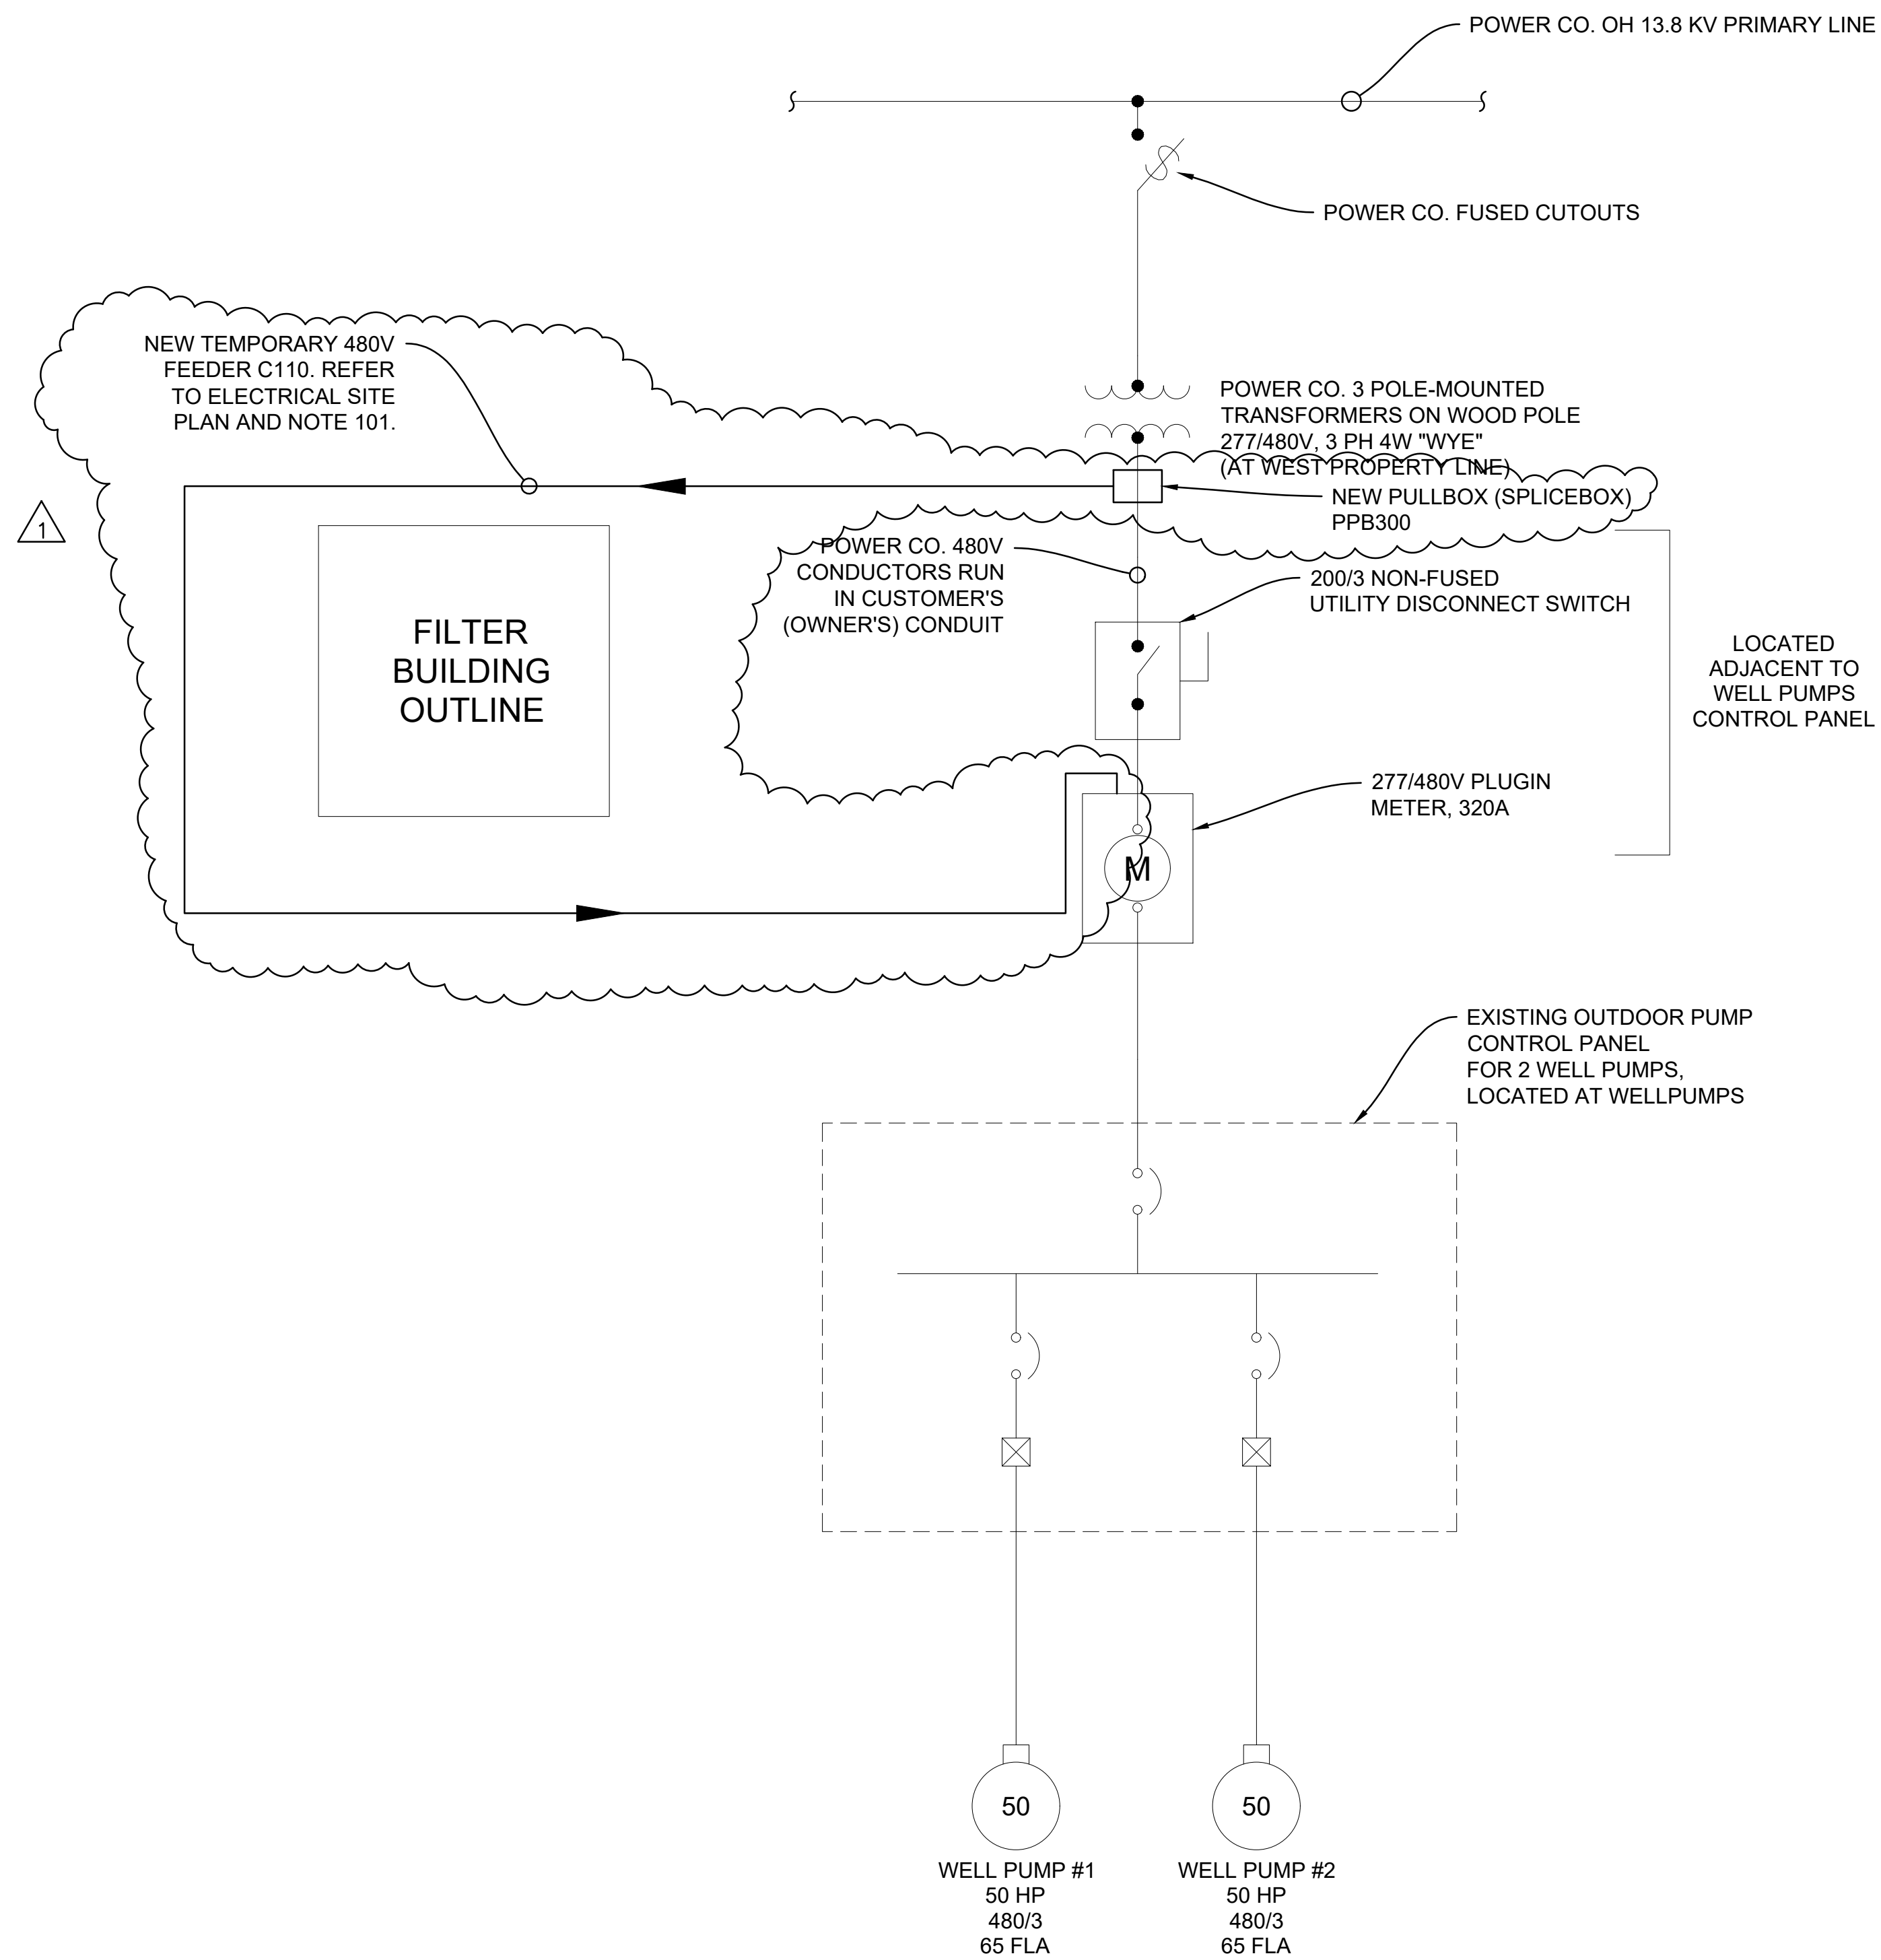 POWER CO. OH 13.8 KV PRIMARY LINE
POWER CO. FUSED CUTOUTS
NEW TEMPORARY 480V
FEEDER C110. REFER
TO ELECTRICAL SITE
PLAN AND NOTE 101.
POWER CO. 3 POLE-MOUNTED
TRANSFORMERS ON WOOD POLE
277/480V, 3 PH 4W "WYE"
(AT WEST PROPERTY LINE)
NEW PULLBOX (SPLICEBOX)
PPB300
1
POWER CO. 480V
CONDUCTORS RUN
IN CUSTOMER'S
(OWNER'S) CONDUIT
200/3 NON-FUSED
UTILITY DISCONNECT SWITCH
FILTER
BUILDING
OUTLINE
LOCATED
ADJACENT TO
WELL PUMPS
CONTROL PANEL
277/480V PLUGIN
METER, 320A
M
EXISTING OUTDOOR PUMP
CONTROL PANEL
FOR 2 WELL PUMPS,
LOCATED AT WELLPUMPS
50
WELL PUMP #1
50 HP
480/3
65 FLA
50
WELL PUMP #2
50 HP
480/3
65 FLA